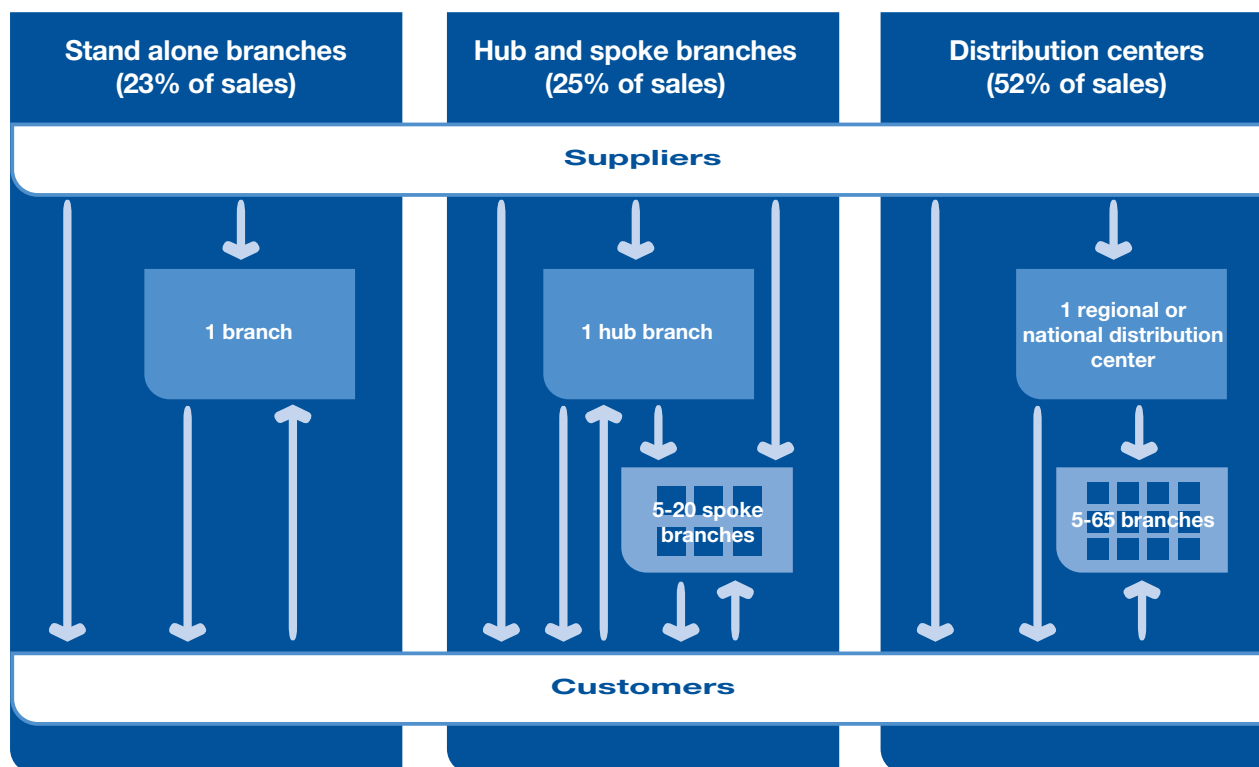 Stand alone branches
(23% of sales)
Hub and spoke branches
(25% of sales)
Distribution centers
(52% of sales)
Suppliers
1 branch
1 hub branch
1 regional or
national distribution
center
5-20 spoke
branches
5-65 branches
Customers